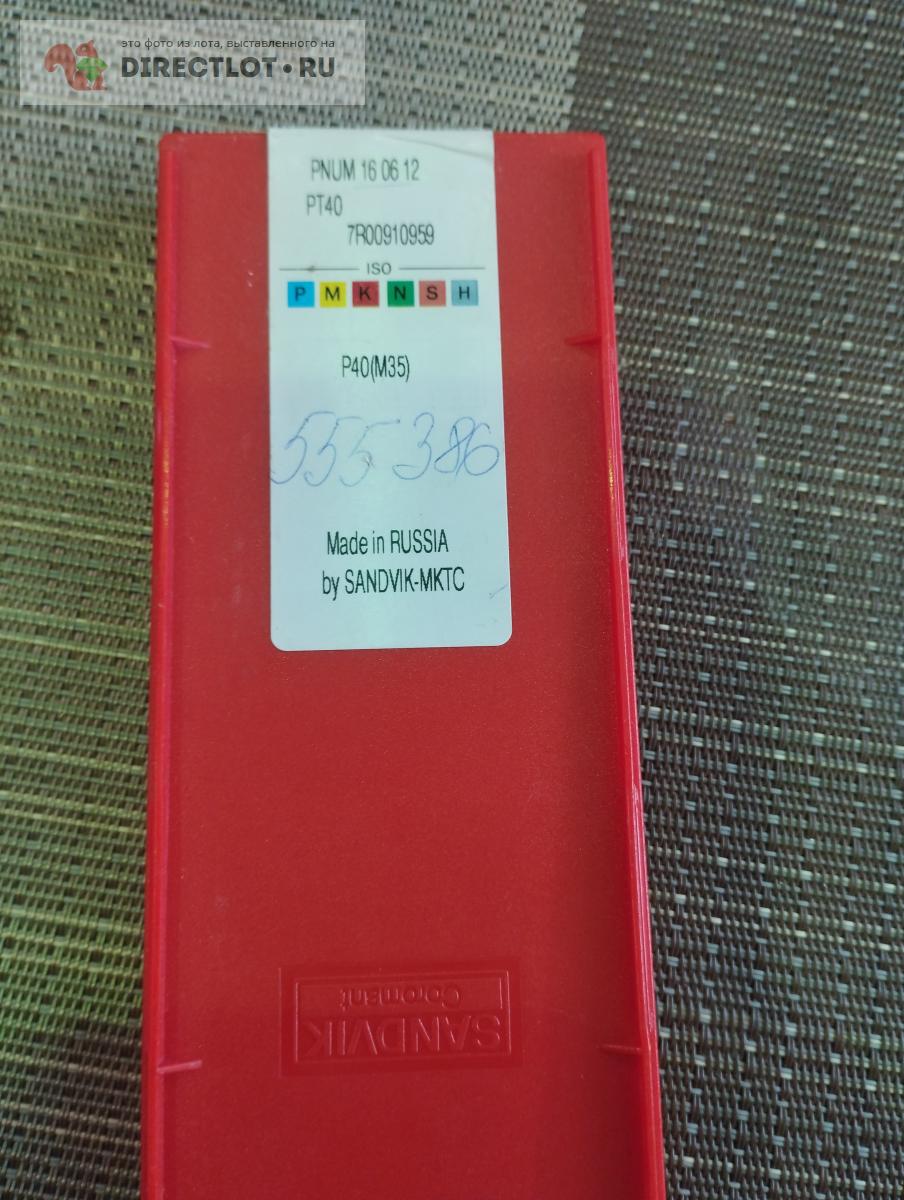 это фото из лота, выставленного на
DIRECTLOT.RU
PNUM 16 06 12
PT40
7R00910959
ISO
P M K N S H
P40(M35)
555 386
Made in RUSSIA
by SANDVIK-MKTC
SANDVIK
Coromant